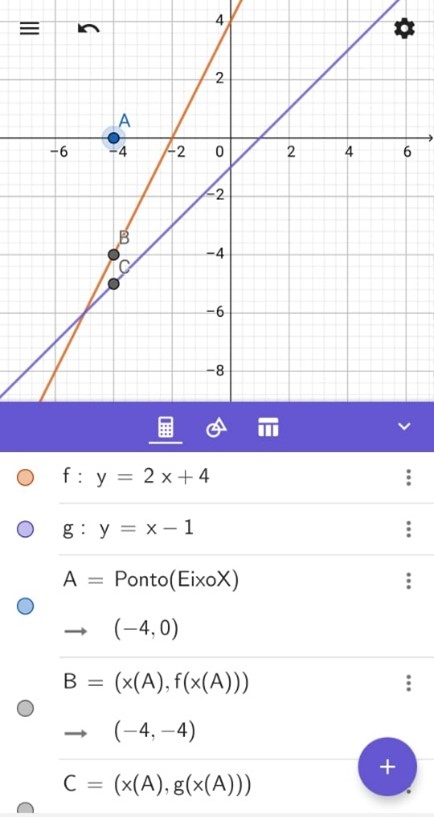 4
2
A
−6
−4
−2
0
2
4
6
−2
B
−4
C
−6
−8
f : y = 2 x + 4
g : y = x − 1
A = Ponto(EixoX)
→ (−4, 0)
B = (x(A), f(x(A)))
→ (−4, −4)
C = (x(A), g(x(A)))